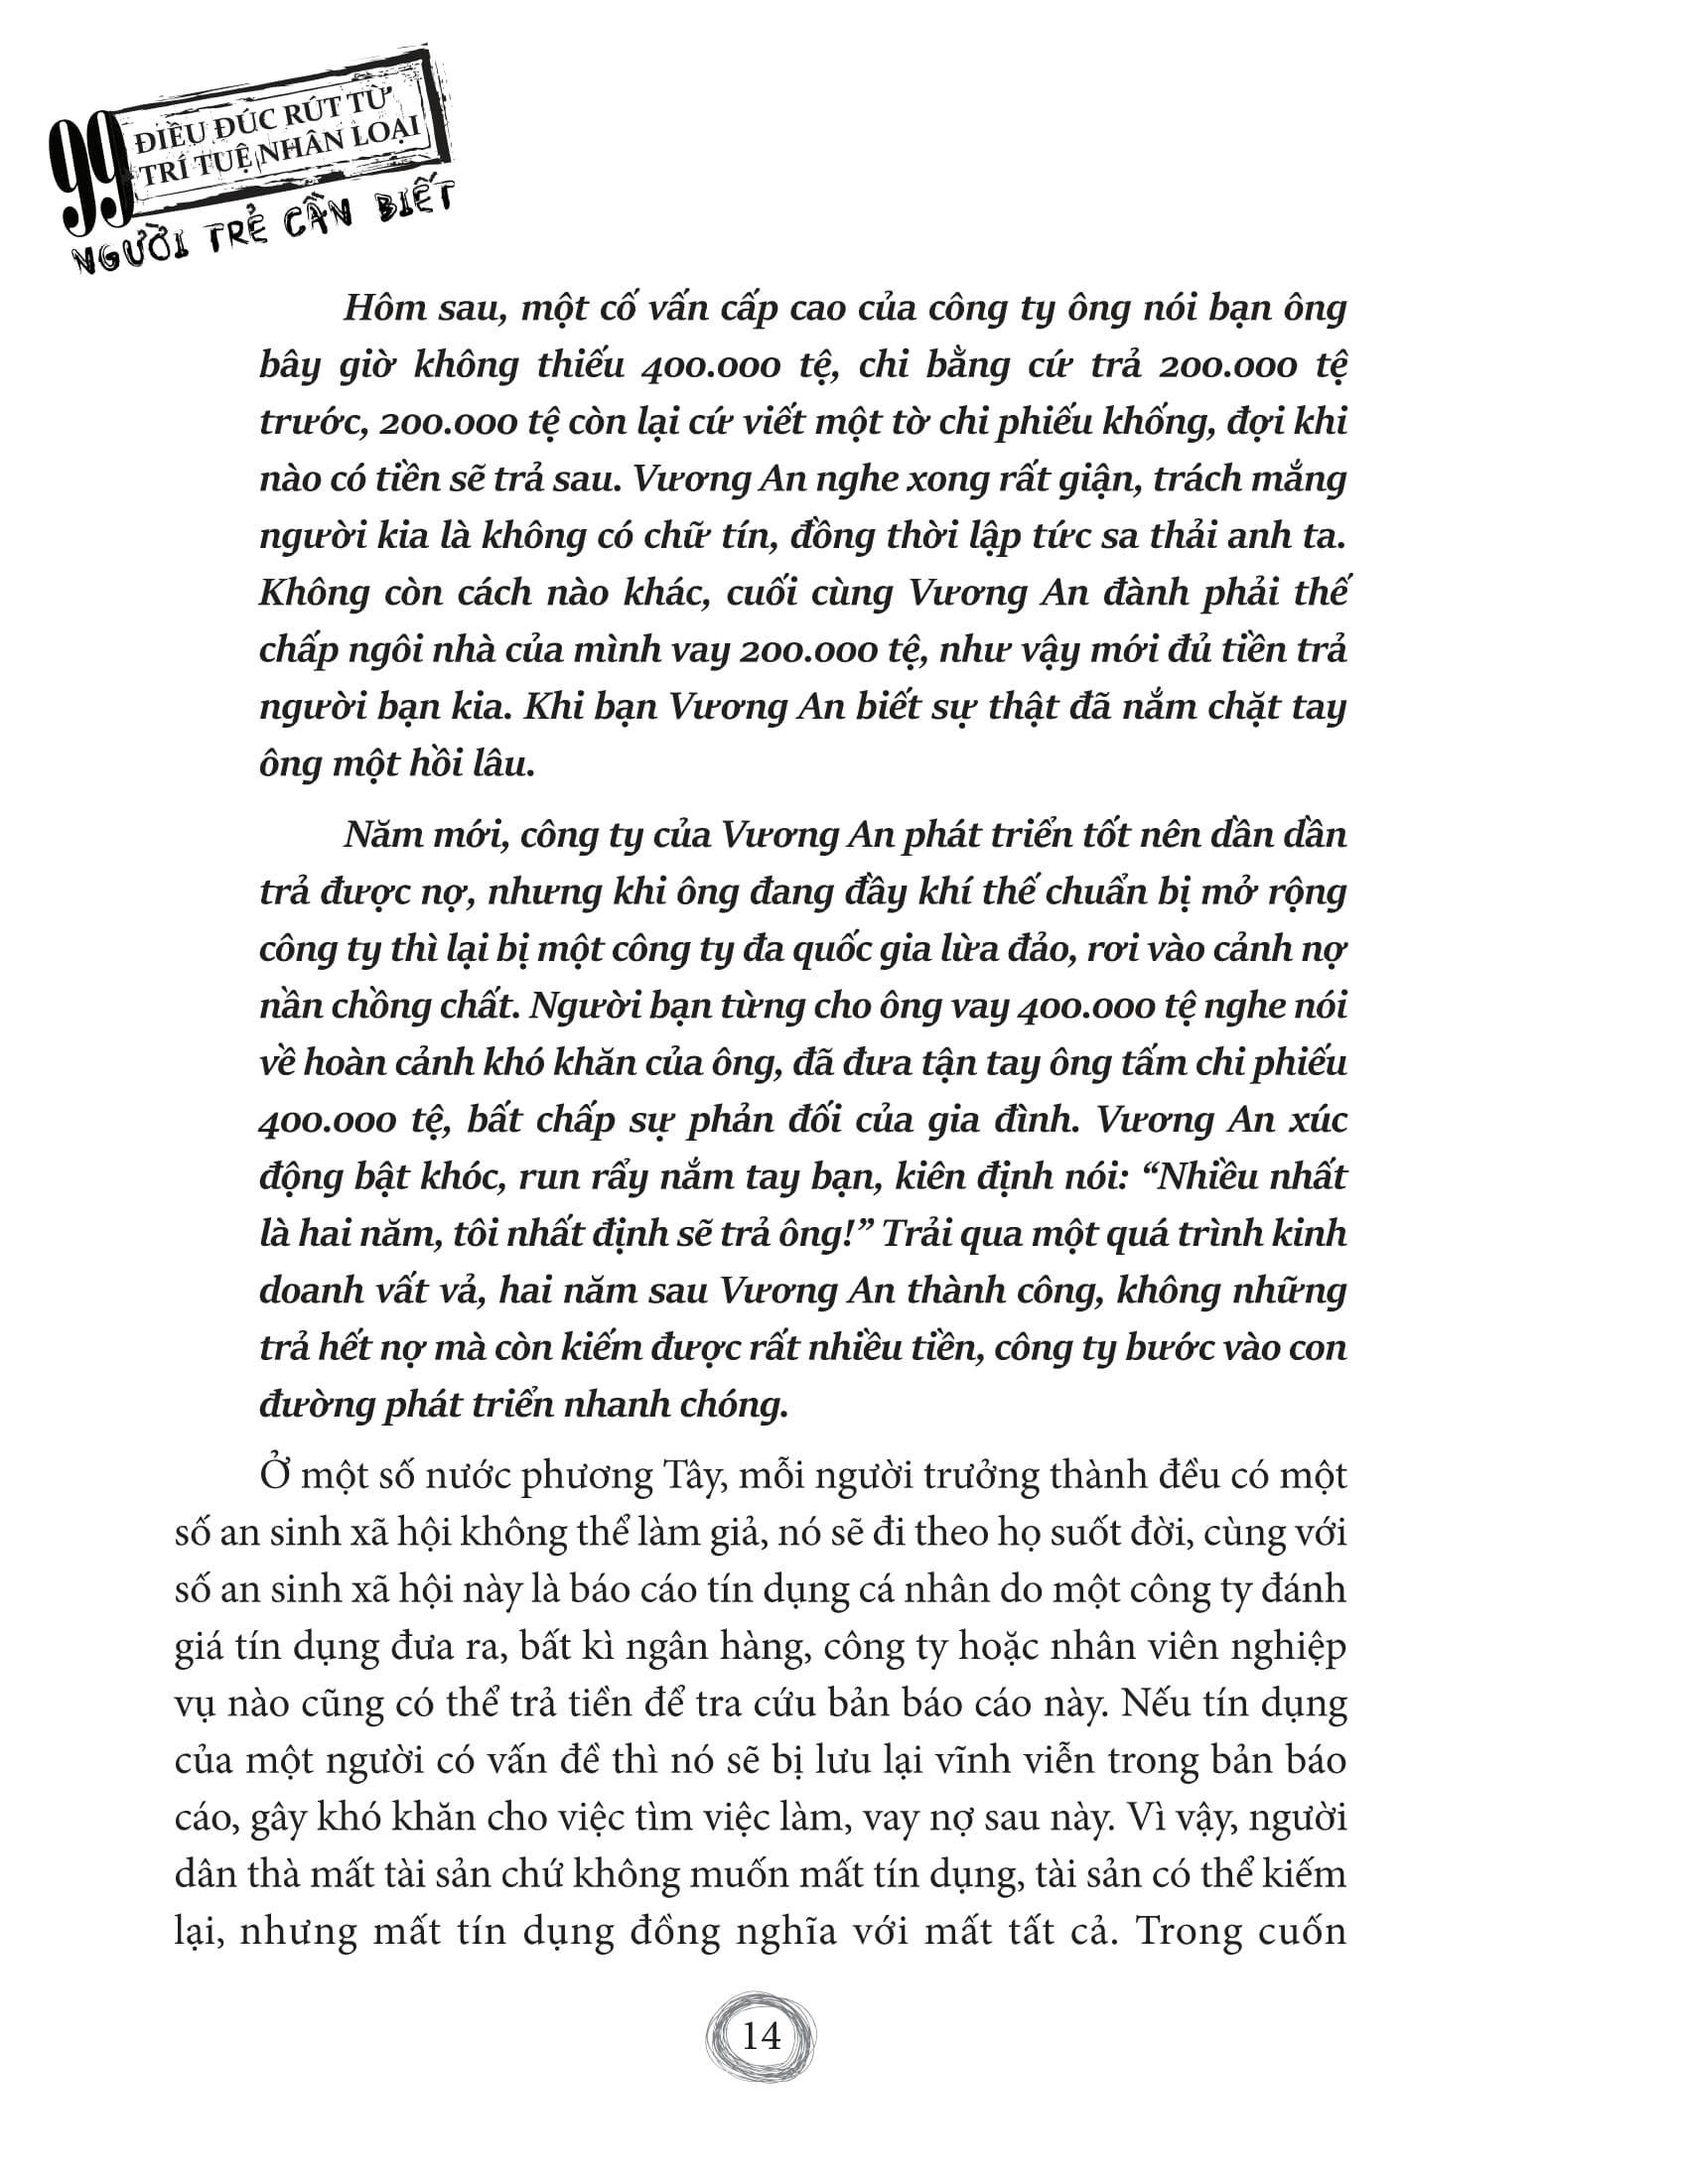 99
ĐIỀU ĐÚC RÚT TỪ
TRÍ TUỆ NHÂN LOẠI
NGƯỜI TRẺ CẦN BIẾT
Hôm sau, một cố vấn cấp cao của công ty ông nói bạn ông
bây giờ không thiếu 400.000 tệ, chi bằng cứ trả 200.000 tệ
trước, 200.000 tệ còn lại cứ viết một tờ chi phiếu khống, đợi khi
nào có tiền sẽ trả sau. Vương An nghe xong rất giận, trách mắng
người kia là không có chữ tín, đồng thời lập tức sa thải anh ta.
Không còn cách nào khác, cuối cùng Vương An đành phải thế
chấp ngôi nhà của mình vay 200.000 tệ, như vậy mới đủ tiền trả
người bạn kia. Khi bạn Vương An biết sự thật đã nắm chặt tay
ông một hồi lâu.
Năm mới, công ty của Vương An phát triển tốt nên dần dần
trả được nợ, nhưng khi ông đang đầy khí thế chuẩn bị mở rộng
công ty thì lại bị một công ty đa quốc gia lừa đảo, rơi vào cảnh nợ
nần chồng chất. Người bạn từng cho ông vay 400.000 tệ nghe nói
về hoàn cảnh khó khăn của ông, đã đưa tận tay ông tấm chi phiếu
400.000 tệ, bất chấp sự phản đối của gia đình. Vương An xúc
động bật khóc, run rẩy nắm tay bạn, kiên định nói: “Nhiều nhất
là hai năm, tôi nhất định sẽ trả ông!” Trải qua một quá trình kinh
doanh vất vả, hai năm sau Vương An thành công, không những
trả hết nợ mà còn kiếm được rất nhiều tiền, công ty bước vào con
đường phát triển nhanh chóng.
Ở một số nước phương Tây, mỗi người trưởng thành đều có một
số an sinh xã hội không thể làm giả, nó sẽ đi theo họ suốt đời, cùng với
số an sinh xã hội này là báo cáo tín dụng cá nhân do một công ty đánh
giá tín dụng đưa ra, bất kì ngân hàng, công ty hoặc nhân viên nghiệp
vụ nào cũng có thể trả tiền để tra cứu bản báo cáo này. Nếu tín dụng
của một người có vấn đề thì nó sẽ bị lưu lại vĩnh viễn trong bản báo
cáo, gây khó khăn cho việc tìm việc làm, vay nợ sau này. Vì vậy, người
dân thà mất tài sản chứ không muốn mất tín dụng, tài sản có thể kiếm
lại, nhưng mất tín dụng đồng nghĩa với mất tất cả. Trong cuốn
14